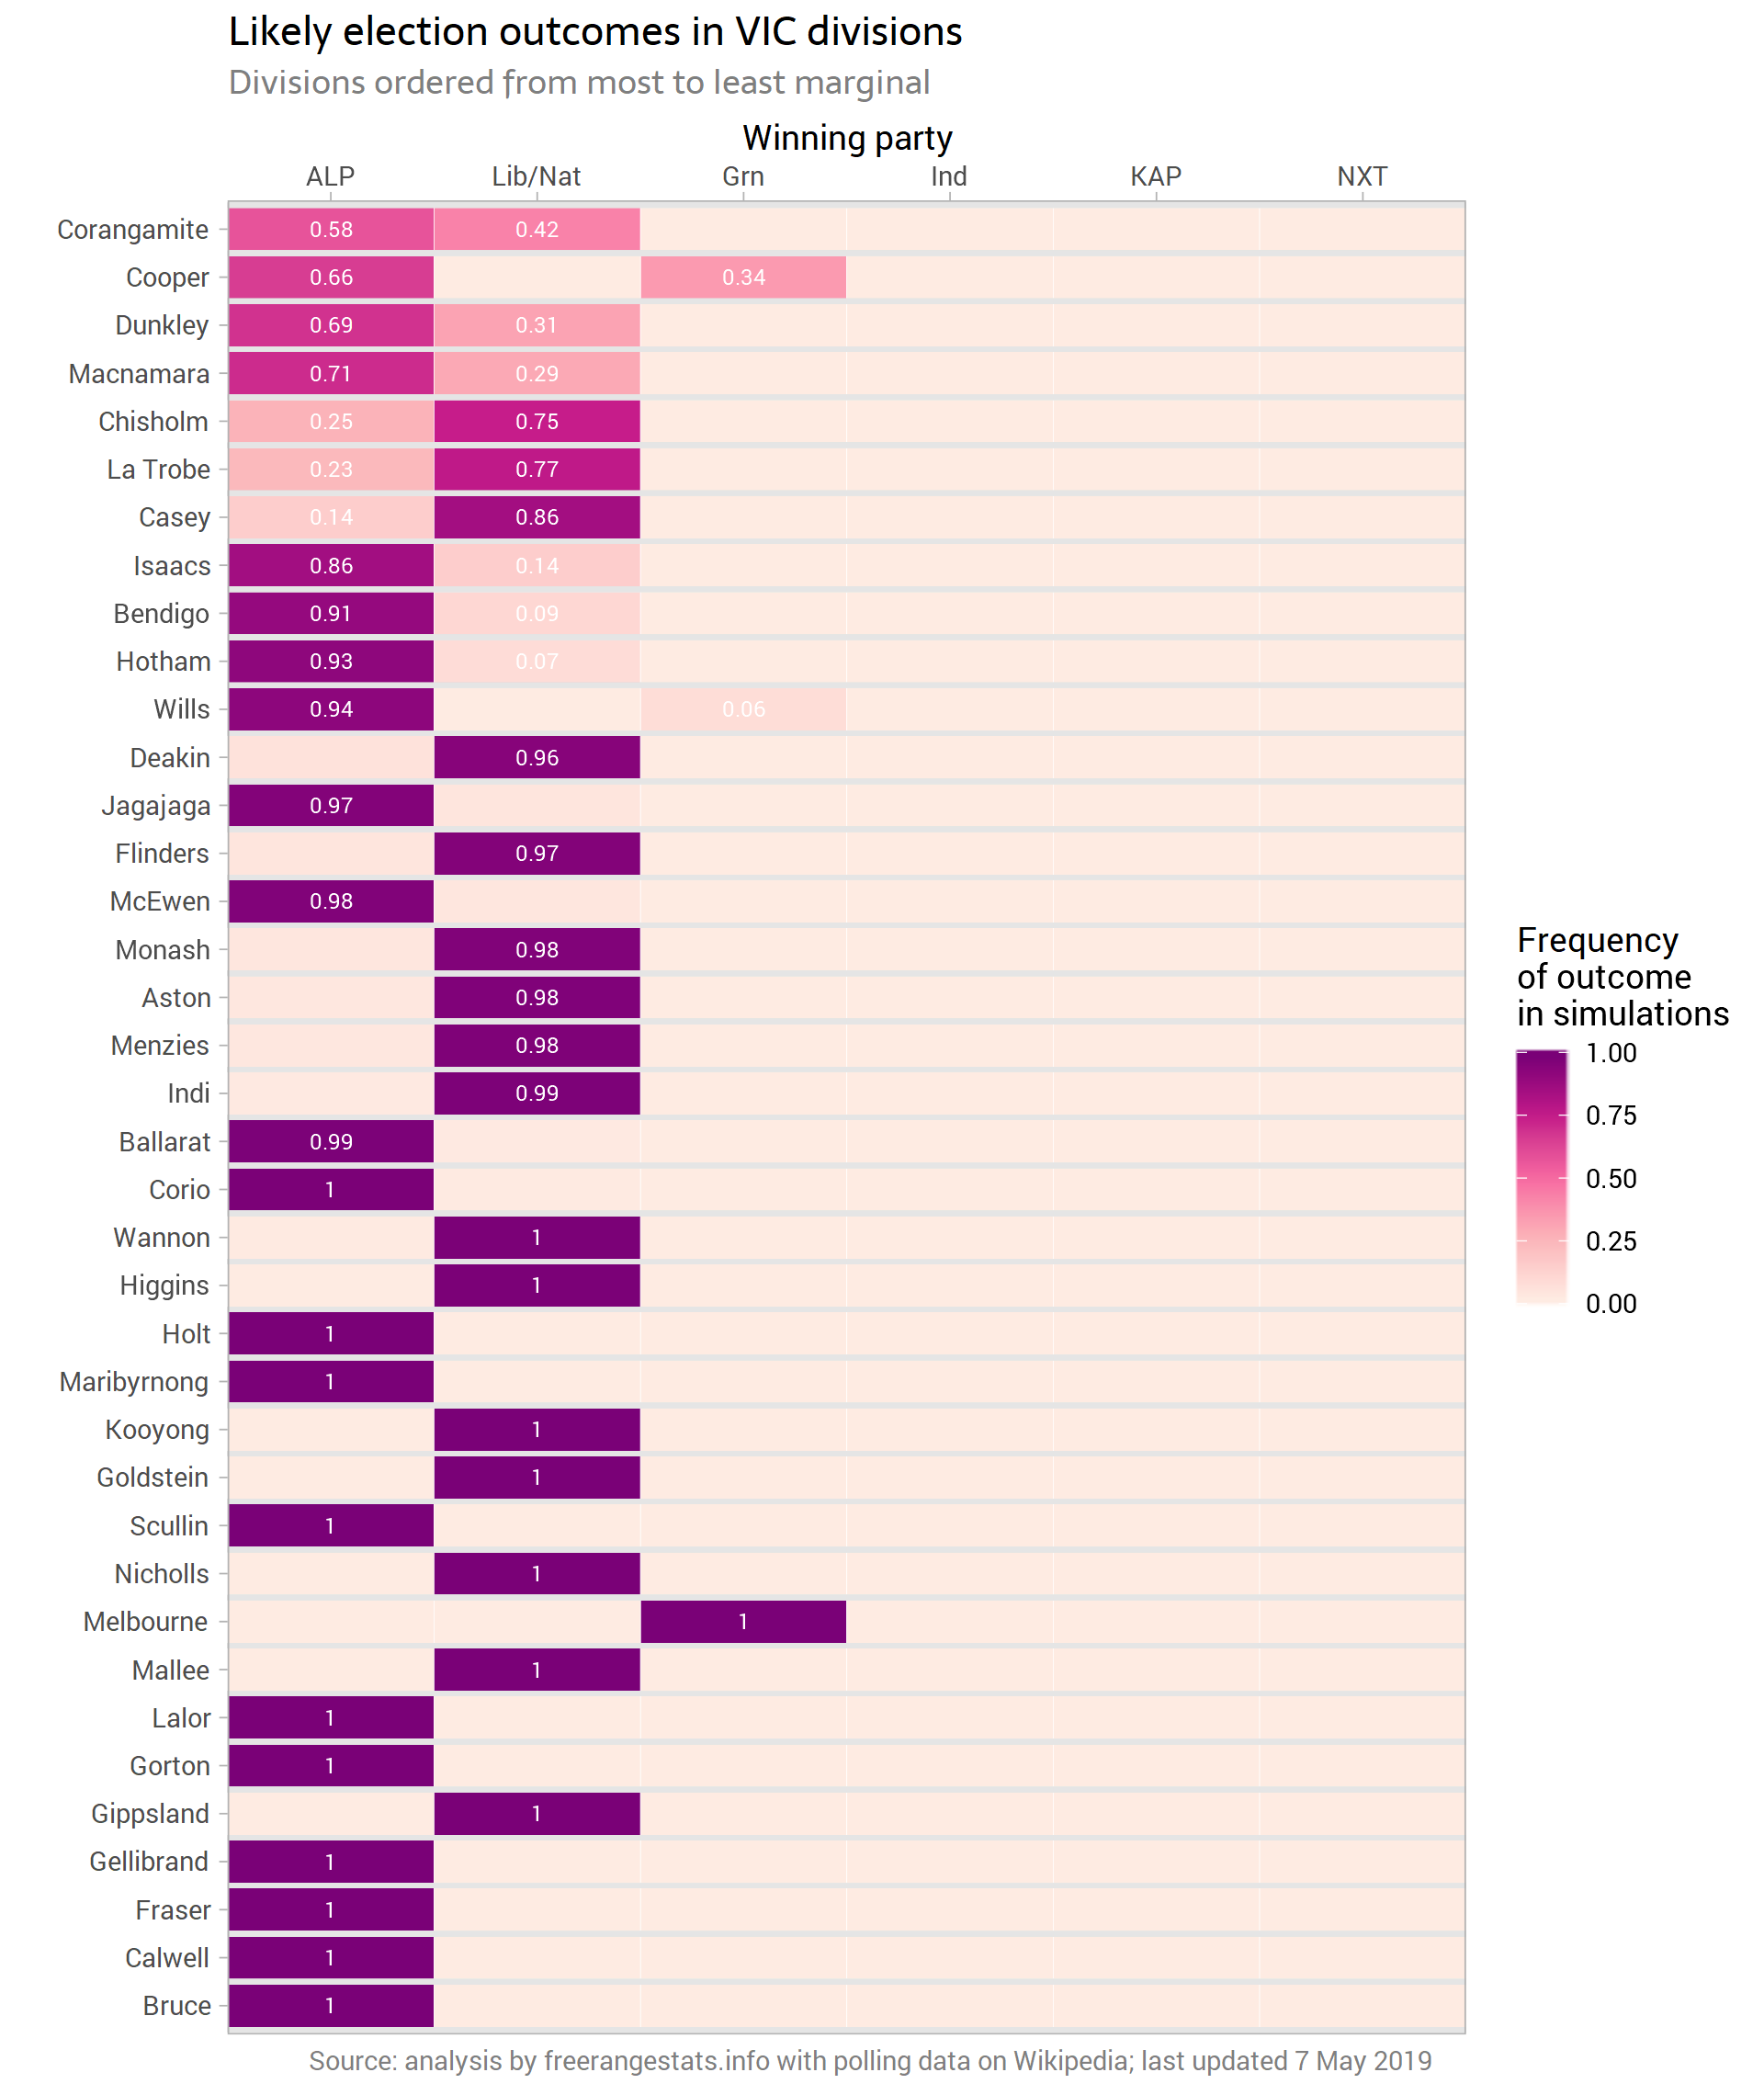 Likely election outcomes in VIC divisions
Divisions ordered from most to least marginal
Winning party
ALP Lib/Nat Grn Ind KAP NXT
Corangamite 0.58 0.42
Cooper 0.66 0.34
Dunkley 0.69 0.31
Macnamara 0.71 0.29
Chisholm 0.25 0.75
La Trobe 0.23 0.77
Casey 0.14 0.86
Isaacs 0.86 0.14
Bendigo 0.91 0.09
Hotham 0.93 0.07
Wills 0.94 0.06
Deakin 0.96
Jagajaga 0.97
Flinders 0.97
McEwen 0.98
Monash 0.98
Aston 0.98
Menzies 0.98
Indi 0.99
Ballarat 0.99
Corio 1
Wannon 1
Higgins 1
Holt 1
Maribyrnong 1
Kooyong 1
Goldstein 1
Scullin 1
Nicholls 1
Melbourne 1
Mallee 1
Lalor 1
Gorton 1
Gippsland 1
Gellibrand 1
Fraser 1
Calwell 1
Bruce 1
Frequency
of outcome
in simulations
1.00
0.75
0.50
0.25
0.00
Source: analysis by freerangestats.info with polling data on Wikipedia; last updated 7 May 2019